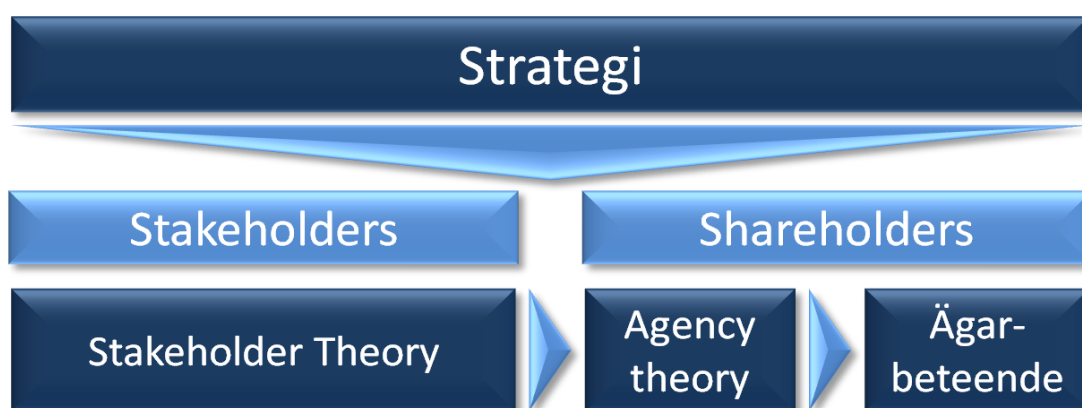 Strategi
Stakeholders
Shareholders
Stakeholder Theory
Agency
theory
Ägar-
beteende